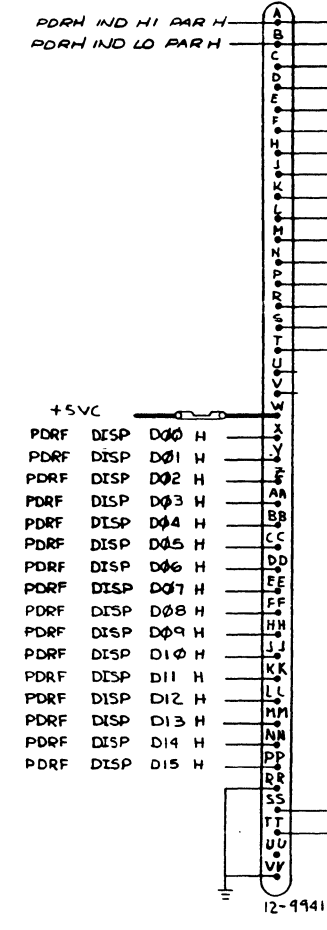 A
PDRH IND HI PAR H
B
PDRH IND LO PAR H
C
D
E
F
H
J
K
L
M
N
P
R
S
T
U
V
W
+5VC
X
PDRF DISP DØØ H
Y
PDRF DISP DØ1 H
Z
PDRF DISP DØ2 H
AA
PDRF DISP DØ3 H
BB
PDRF DISP DØ4 H
CC
PDRF DISP DØ5 H
DD
PDRF DISP DØ6 H
EE
PDRF DISP DØ7 H
FF
PDRF DISP DØ8 H
HH
PDRF DISP DØ9 H
JJ
PDRF DISP D1Ø H
KK
PDRF DISP D11 H
LL
PDRF DISP D12 H
MM
PDRF DISP D13 H
NN
PDRF DISP D14 H
PP
PDRF DISP D15 H
RR
SS
TT
UU
VV
12-9941